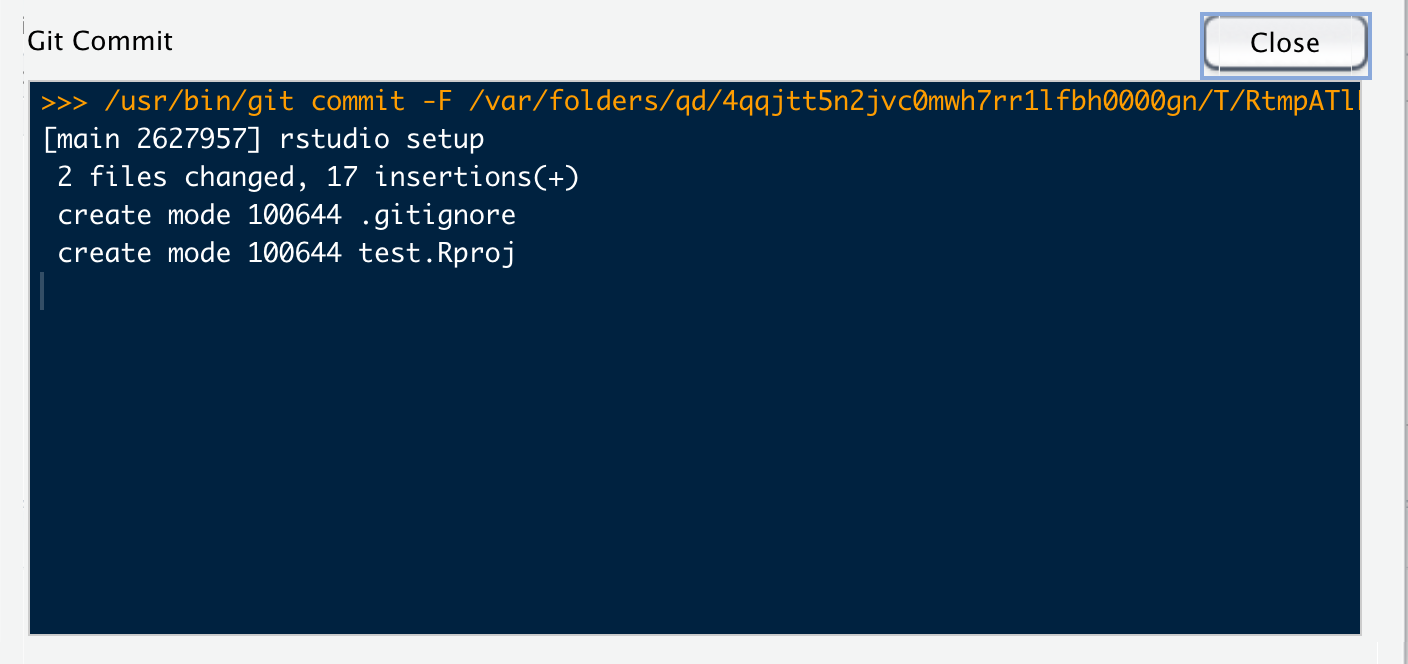 Git Commit
Close
>>> /usr/bin/git commit -F /var/folders/qd/4qqjtt5n2jvc0mwh7rr1lfbh0000gn/T/RtmpATl
[main 2627957] rstudio setup
2 files changed, 17 insertions(+)
create mode 100644 .gitignore
create mode 100644 test.Rproj